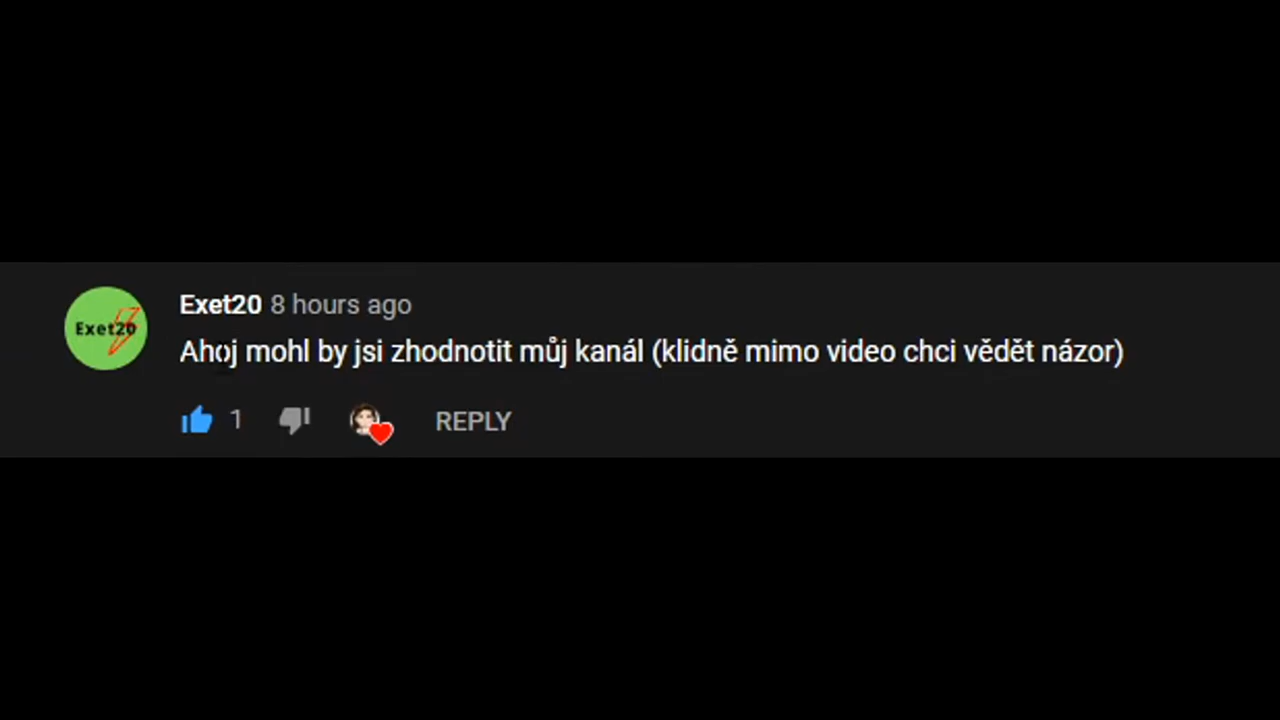 Exet20
Exet20 8 hours ago
Ahoj mohl by jsi zhodnotit můj kanál (klidně mimo video chci vědět názor)
1 REPLY